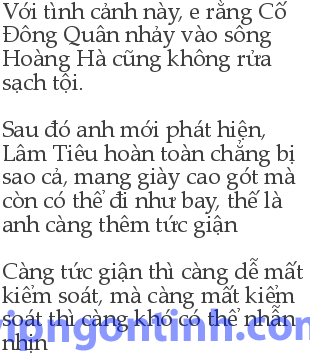 Với tình cảnh này, e rằng Cố
Đông Quân nhảy vào sông
Hoàng Hà cũng không rửa
sạch tội.
Sau đó anh mới phát hiện,
Lâm Tiêu hoàn toàn chẳng bị
sao cả, mang giày cao gót mà
còn có thể đi như bay, thế là
anh càng thêm tức giận
Càng tức giận thì càng dễ mất
kiểm soát, mà càng mất kiểm
soát thì càng khó có thể nhẫn
nhịn
vipngontinh.com